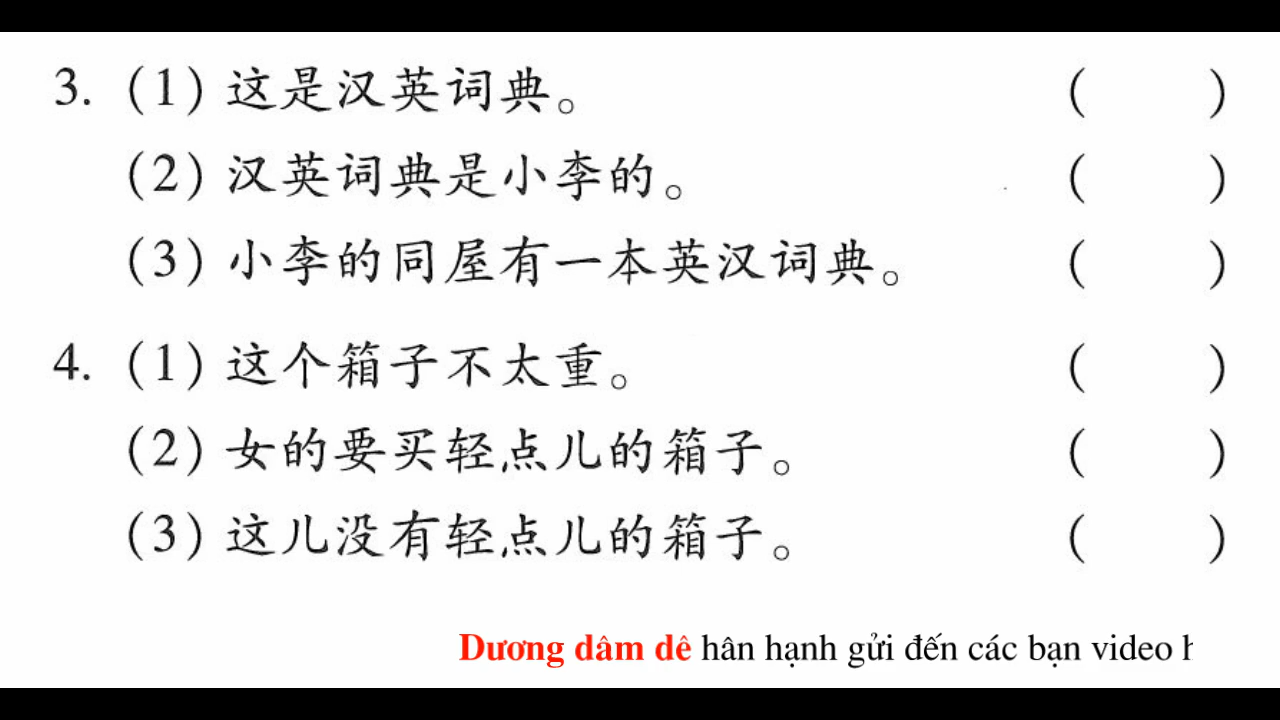 3. (1) 这是汉英词典。 ( )
(2) 汉英词典是小李的。 ( )
(3) 小李的同屋有一本英汉词典。 ( )
4. (1) 这个箱子不太重。 ( )
(2) 女的要买轻点儿的箱子。 ( )
(3) 这儿没有轻点儿的箱子。 ( )
Dương dâm dê hân hạnh gửi đến các bạn video